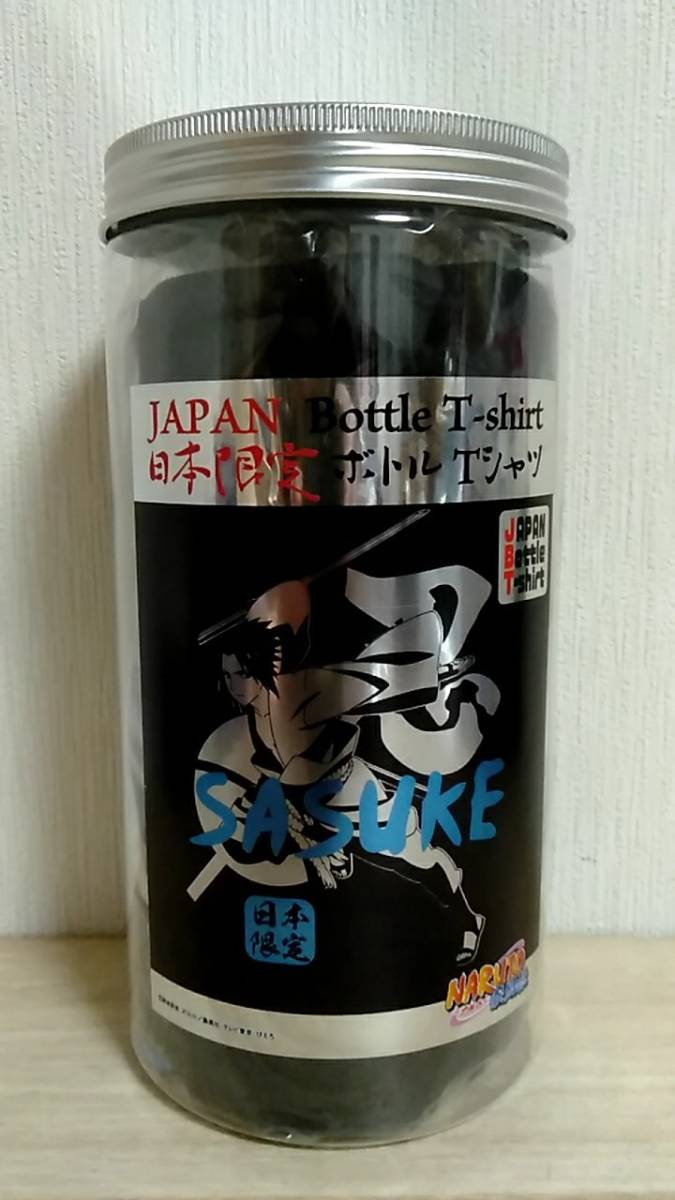 JAPAN Bottle T-shirt
日本限定 ボトル Tシャツ
JAPAN
Bottle
T-shirt
忍
SASUKE
日本
限定
NARUTO